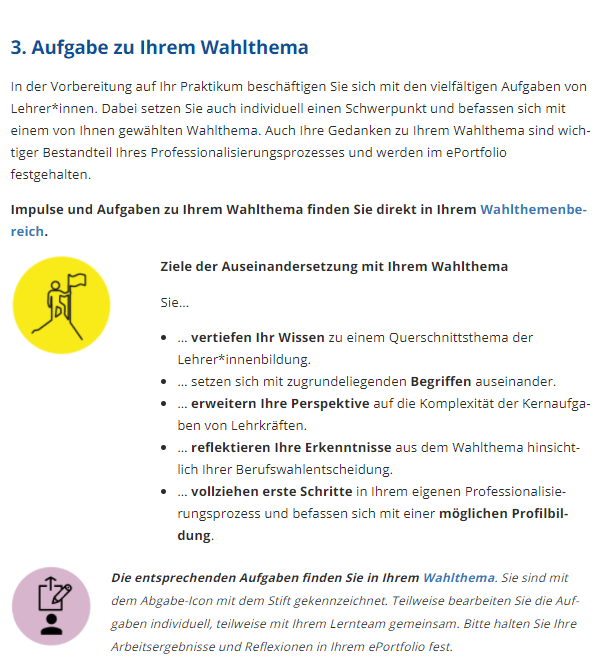 3. Aufgabe zu Ihrem Wahlthema
In der Vorbereitung auf Ihr Praktikum beschäftigen Sie sich mit den vielfältigen Aufgaben von
Lehrer*innen. Dabei setzen Sie auch individuell einen Schwerpunkt und befassen sich mit
einem von Ihnen gewählten Wahlthema. Auch Ihre Gedanken zu Ihrem Wahlthema sind wich-
tiger Bestandteil Ihres Professionalisierungsprozesses und werden im ePortfolio
festgehalten.
Impulse und Aufgaben zu Ihrem Wahlthema finden Sie direkt in Ihrem Wahlthemenbe-
reich.
Ziele der Auseinandersetzung mit Ihrem Wahlthema
Sie...
• ... vertiefen Ihr Wissen zu einem Querschnittsthema der
Lehrer*innenbildung.
• ... setzen sich mit zugrundeliegenden Begriffen auseinander.
• ... erweitern Ihre Perspektive auf die Komplexität der Kernaufga-
ben von Lehrkräften.
• ... reflektieren Ihre Erkenntnisse aus dem Wahlthema hinsicht-
lich Ihrer Berufswahlentscheidung.
• ... vollziehen erste Schritte in Ihrem eigenen Professionalisie-
rungsprozess und befassen sich mit einer möglichen Profilbil-
dung.
Die entsprechenden Aufgaben finden Sie in Ihrem Wahlthema. Sie sind mit
dem Abgabe-Icon mit dem Stift gekennzeichnet. Teilweise bearbeiten Sie die Auf-
gaben individuell, teilweise mit Ihrem Lernteam gemeinsam. Bitte halten Sie Ihre
Arbeitsergebnisse und Reflexionen in Ihrem ePortfolio fest.